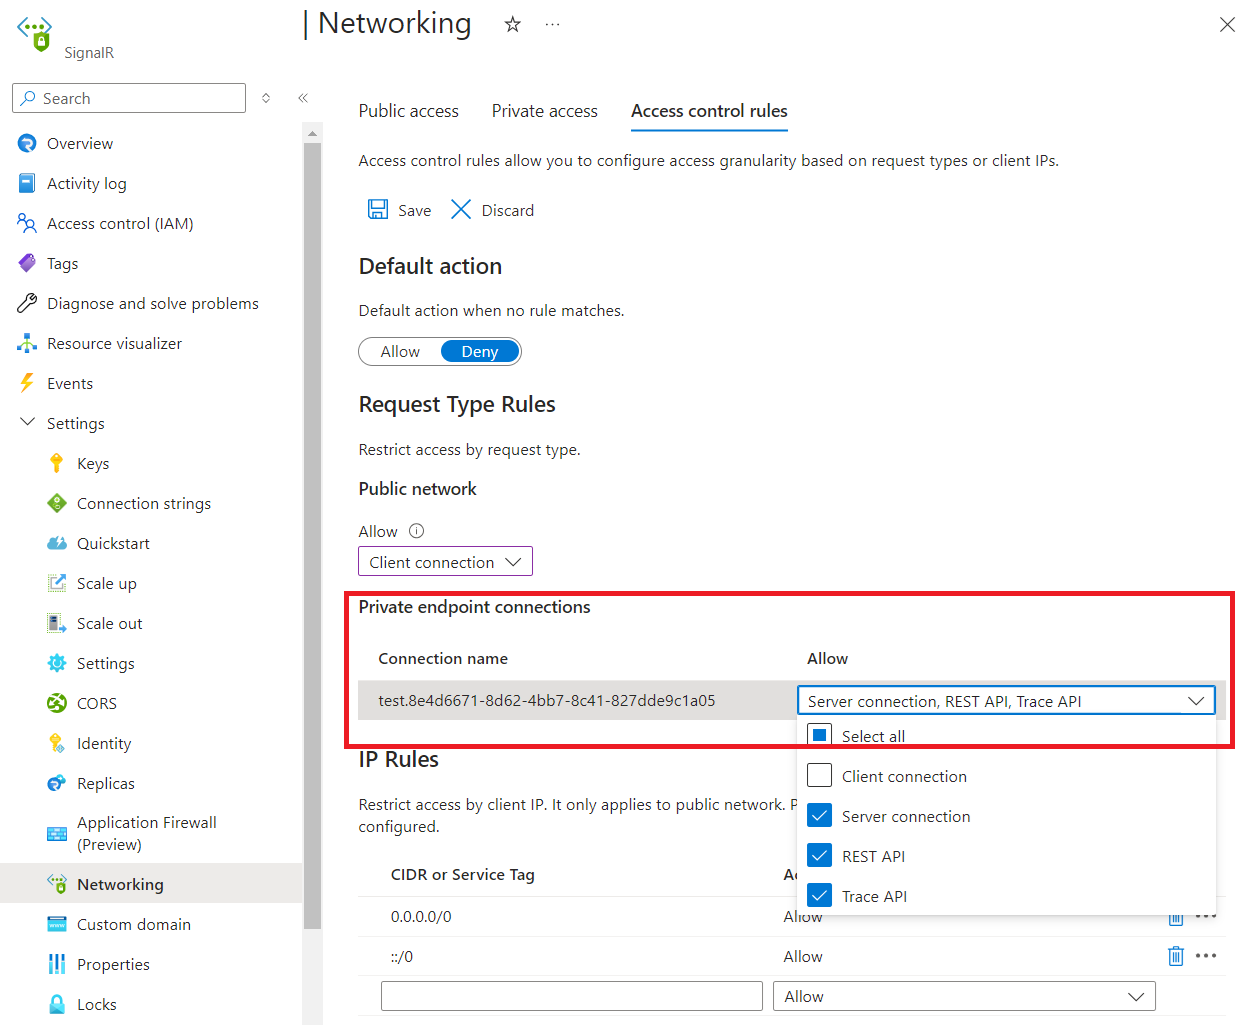 | Networking
SignalR
Search
Overview
Activity log
Access control (IAM)
Tags
Diagnose and solve problems
Resource visualizer
Events
Settings
Keys
Connection strings
Quickstart
Scale up
Scale out
Settings
CORS
Identity
Replicas
Application Firewall
(Preview)
Networking
Custom domain
Properties
Locks
Public access Private access Access control rules
Access control rules allow you to configure access granularity based on request types or client IPs.
Save Discard
Default action
Default action when no rule matches.
Allow Deny
Request Type Rules
Restrict access by request type.
Public network
Allow
Client connection
Private endpoint connections
Connection name Allow
test.8e4d6671-8d62-4bb7-8c41-827dde9c1a05 Server connection, REST API, Trace API
Select all
Client connection
Server connection
REST API
Trace API
IP Rules
Restrict access by client IP. It only applies to public network.
configured.
CIDR or Service Tag
0.0.0.0/0 Allow
::/0 Allow
Allow